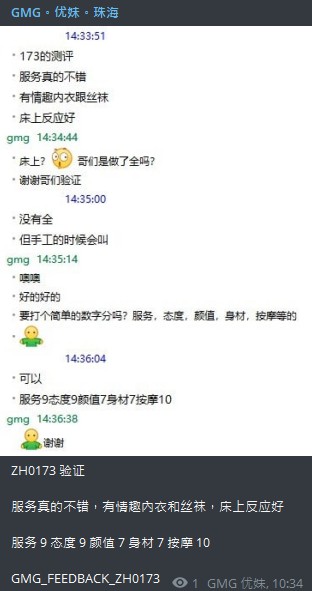 GMG◦优妹◦珠海
14:33:51
173的测评
服务真的不错
有情趣内衣跟丝袜
床上反应好
gmg 14:34:44
床上? 哥们是做了全吗?
谢谢哥们验证
14:35:00
没有全
但手工的时候会叫
gmg 14:35:14
噢噢
好的好的
要打个简单的数字分吗? 服务，态度，颜值，身材，按摩等的
14:36:04
可以
服务9态度9颜值7身材7按摩10
gmg 14:36:38
谢谢
ZH0173 验证
服务真的不错，有情趣内衣和丝袜，床上反应好
服务 9 态度 9 颜值 7 身材 7 按摩 10
GMG_FEEDBACK_ZH0173
1 GMG 优妹, 10:34